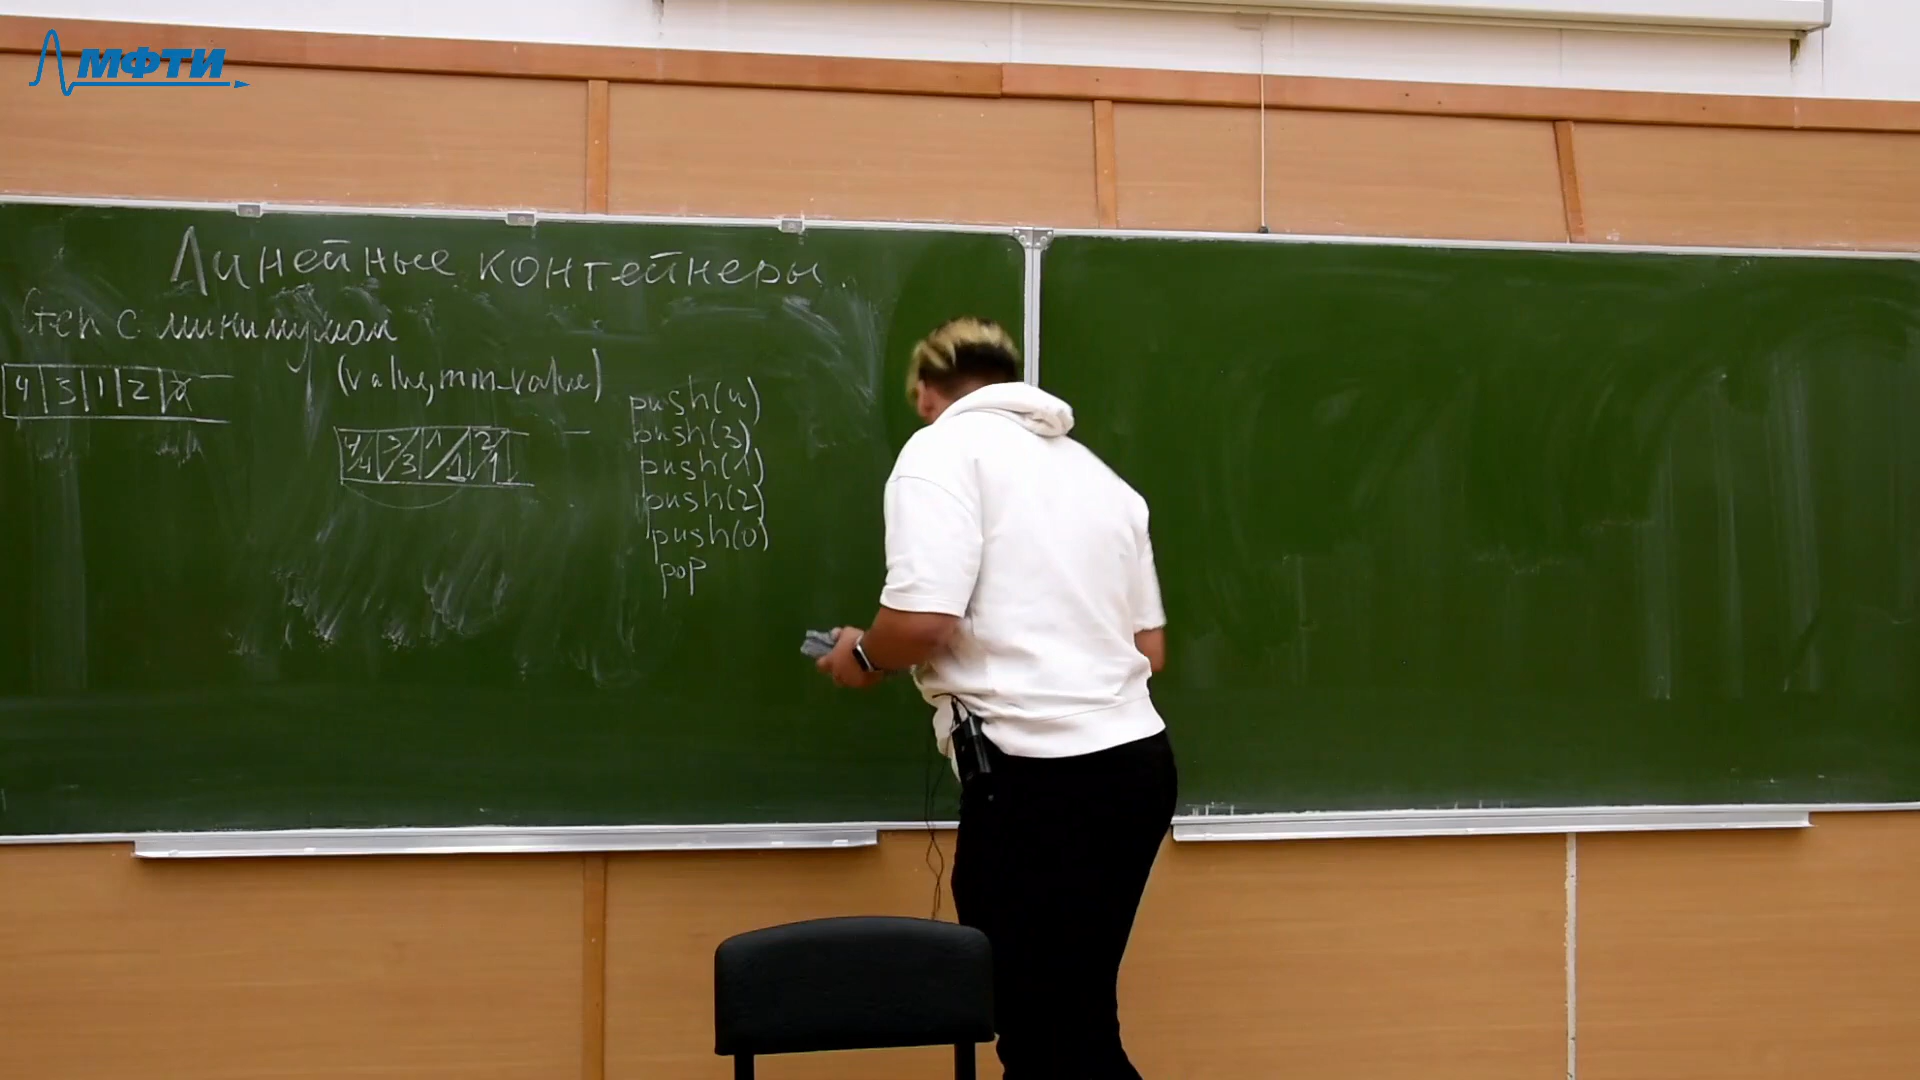 МФТИ
Линейные контейнеры.
Стек с минимумом
4 3 1 2
(value, min_value)
4/4 3/3 1/1 2/1
push(4)
push(3)
push(1)
push(2)
push(0)
pop